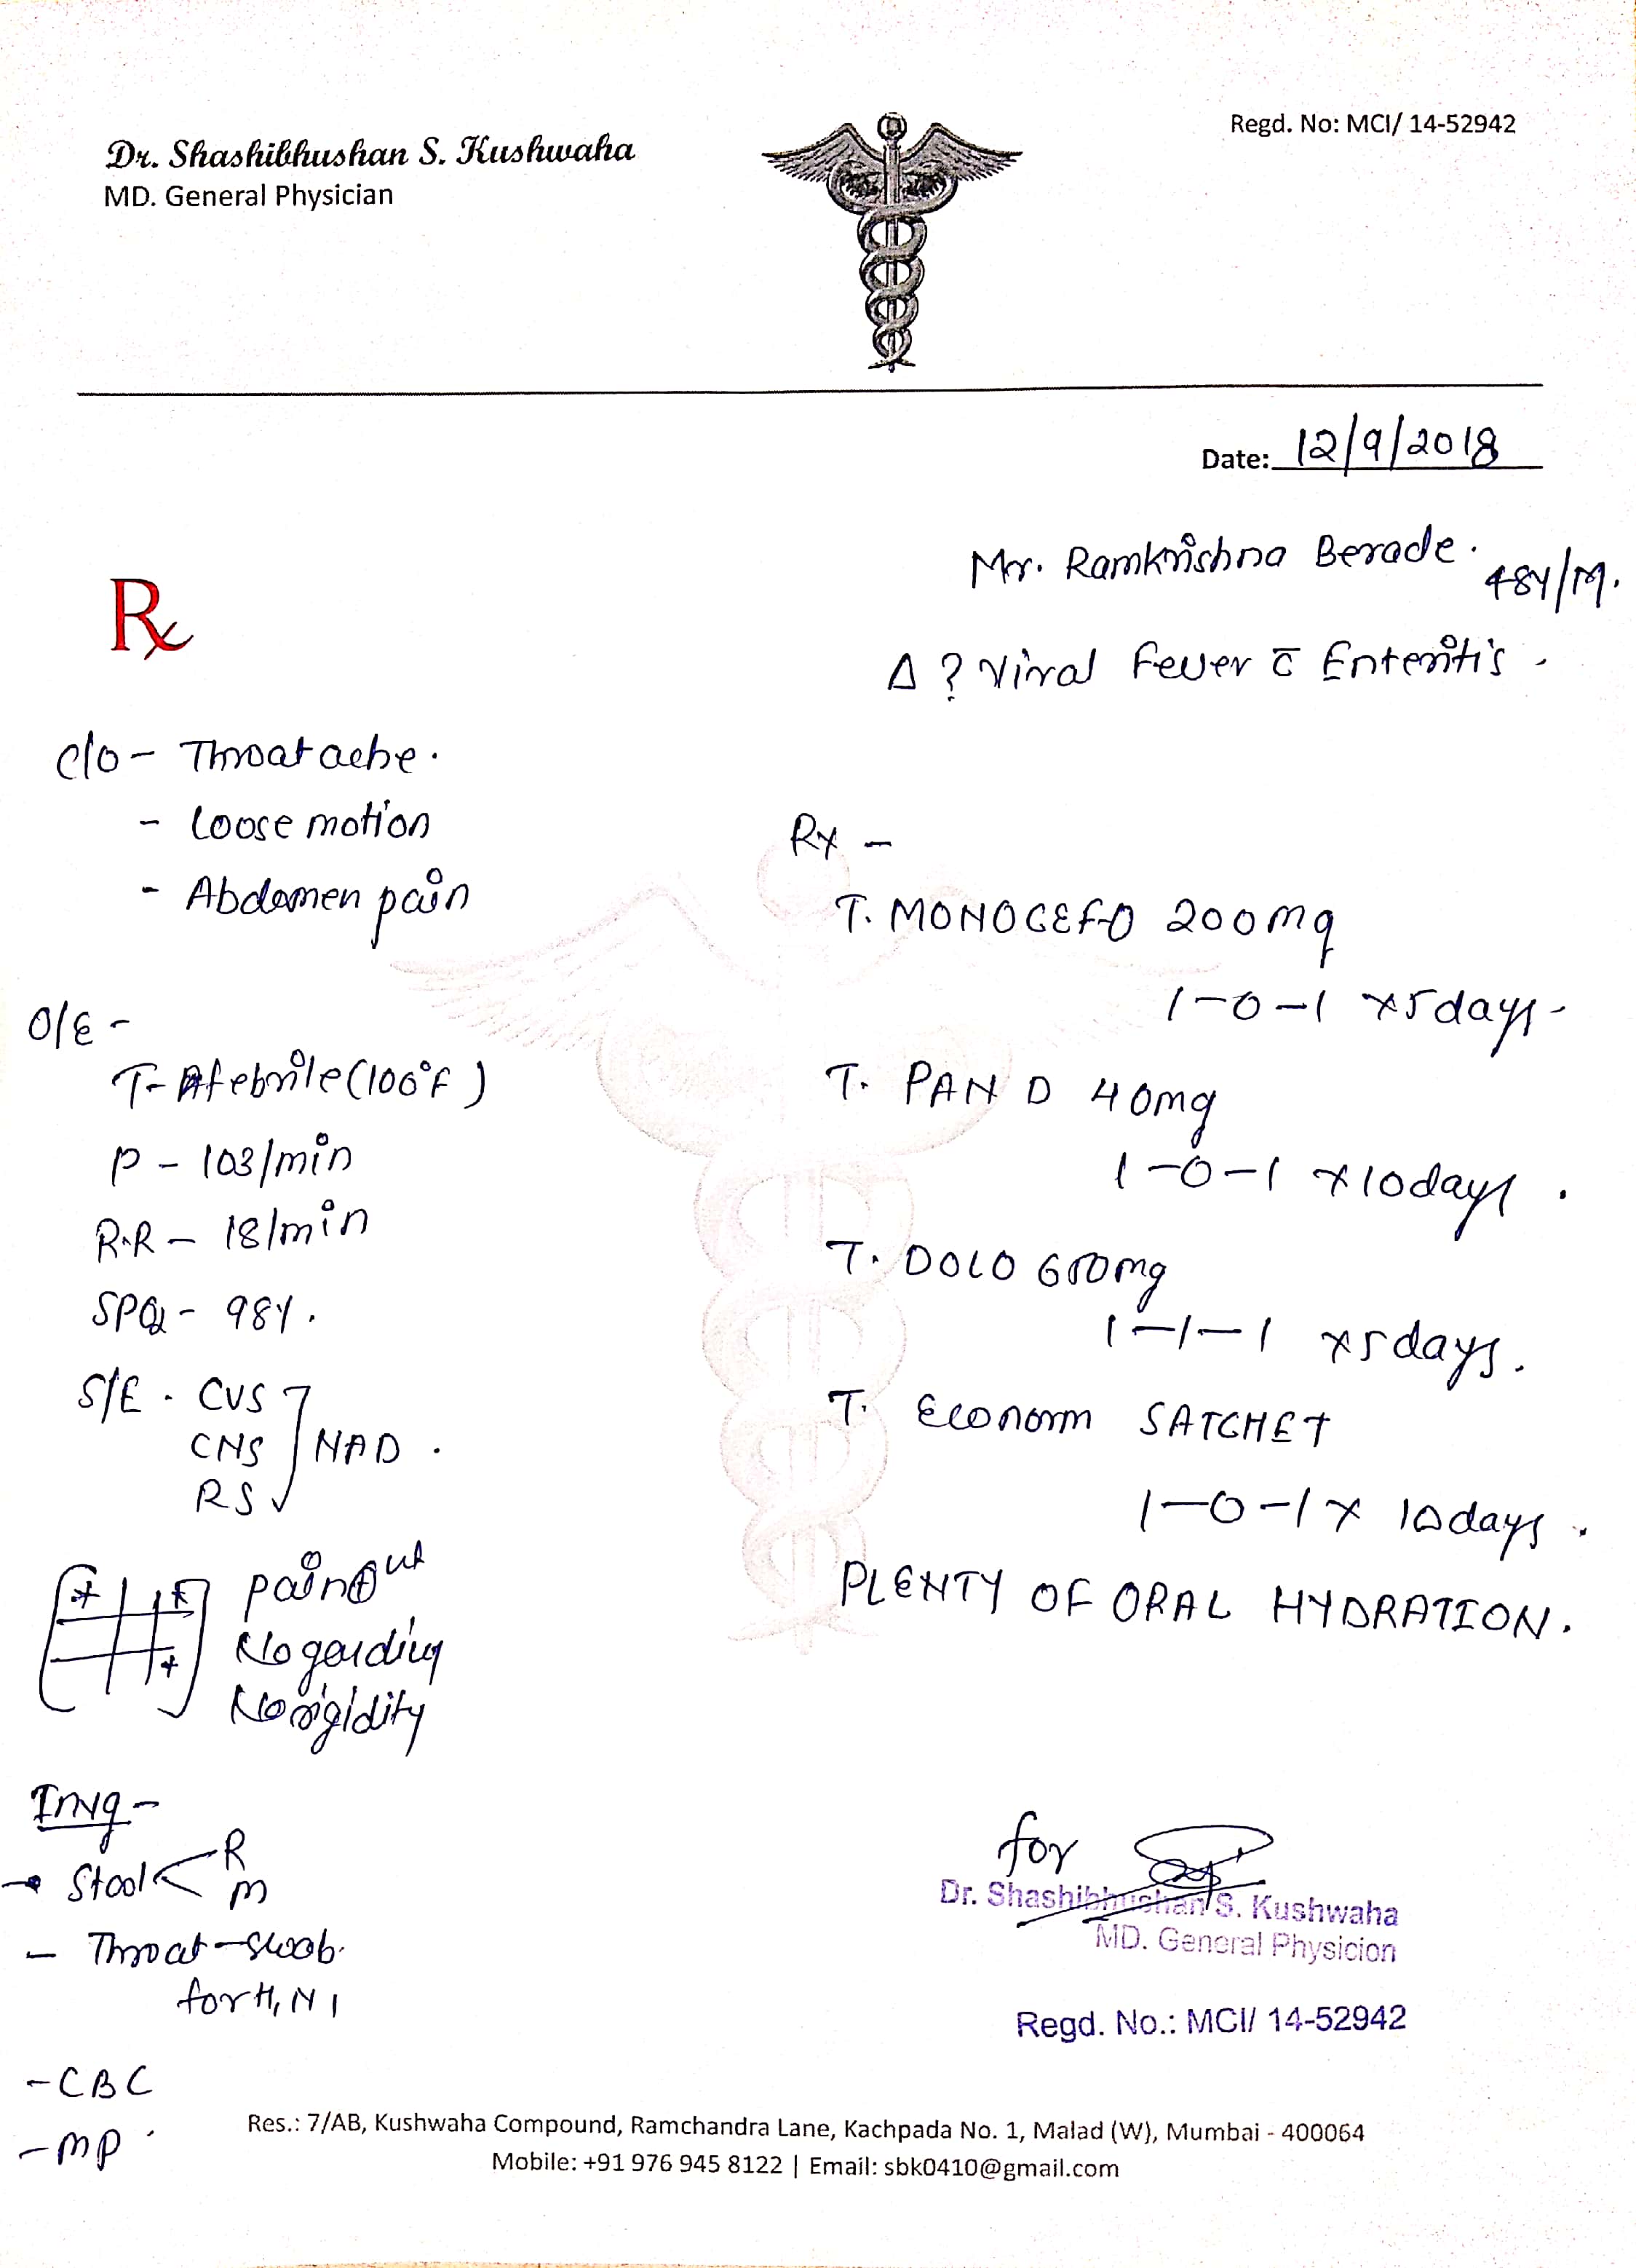 Dr. Shashibhushan S. Kushwaha
MD. General Physician
Regd. No: MCI/ 14-52942
Date: 12/9/2018
Rx
Mr. Ramkrishna Berade. 48y/M.
Δ ? Viral Fever c̄ Enteritis.
C/o - Throat ache.
- Loose motion
- Abdomen pain
O/E -
T- Afebrile (100°F)
P - 103/min
R.R - 18/min
SPO2 - 98%.
S/E . CVS
CNS NAD.
RS
pain ⊕
No garding
No rigidity
Invg -
→ Stool < R
M
- Throat - swab.
for H1N1
- CBC
- MP.
Rx -
T. MONOCEF-O 200mg
1-0-1 x 5 days.
T. PAN D 40mg
1-0-1 x 10 days.
T. DOLO 650mg
1-1-1 x 5 days.
T. Econorm SATCHET
1-0-1 x 10 days.
PLENTY OF ORAL HYDRATION.
for
Dr. Shashibhushan S. Kushwaha
MD. General Physicion
Regd. No.: MCI/ 14-52942
Res.: 7/AB, Kushwaha Compound, Ramchandra Lane, Kachpada No. 1, Malad (W), Mumbai - 400064
Mobile: +91 976 945 8122 | Email: sbk0410@gmail.com